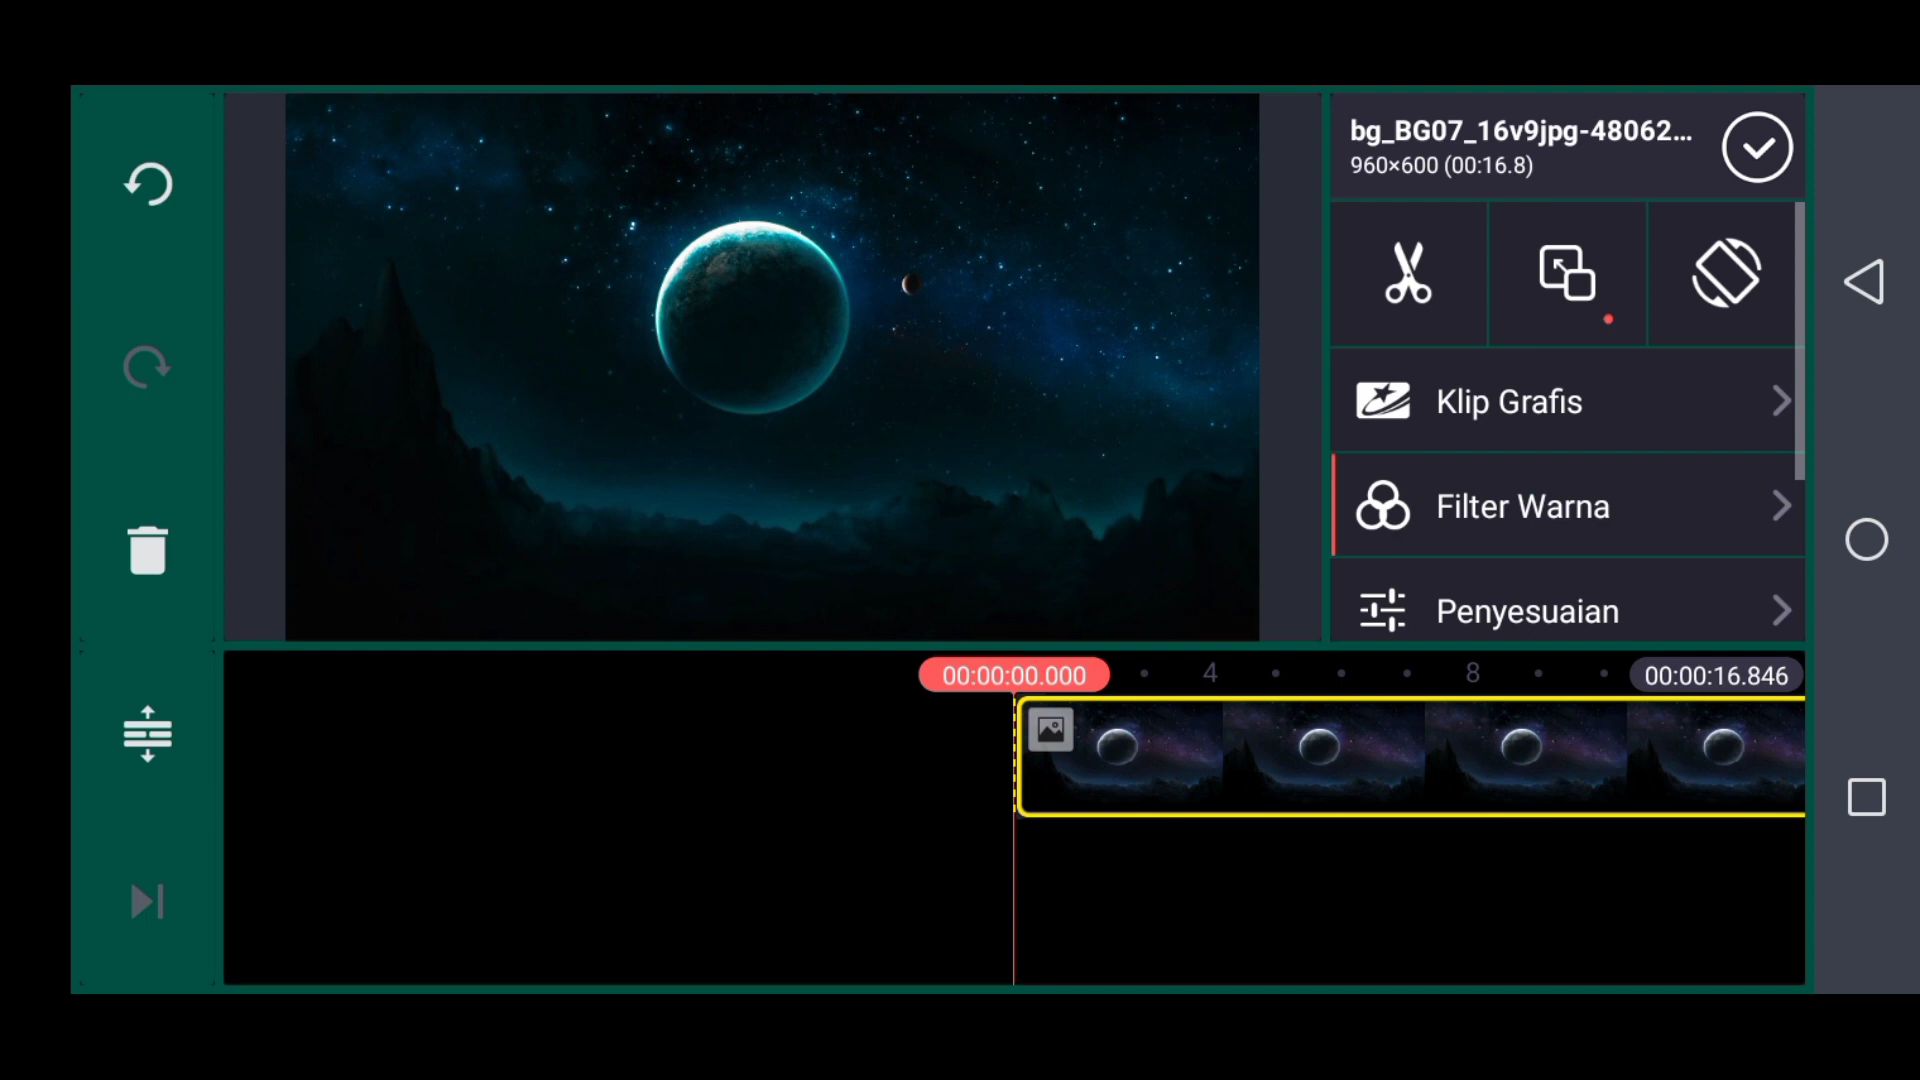 bg_BG07_16v9jpg-48062...
960×600 (00:16.8)
Klip Grafis
Filter Warna
Penyesuaian
00:00:00.000
4
8
00:00:16.846